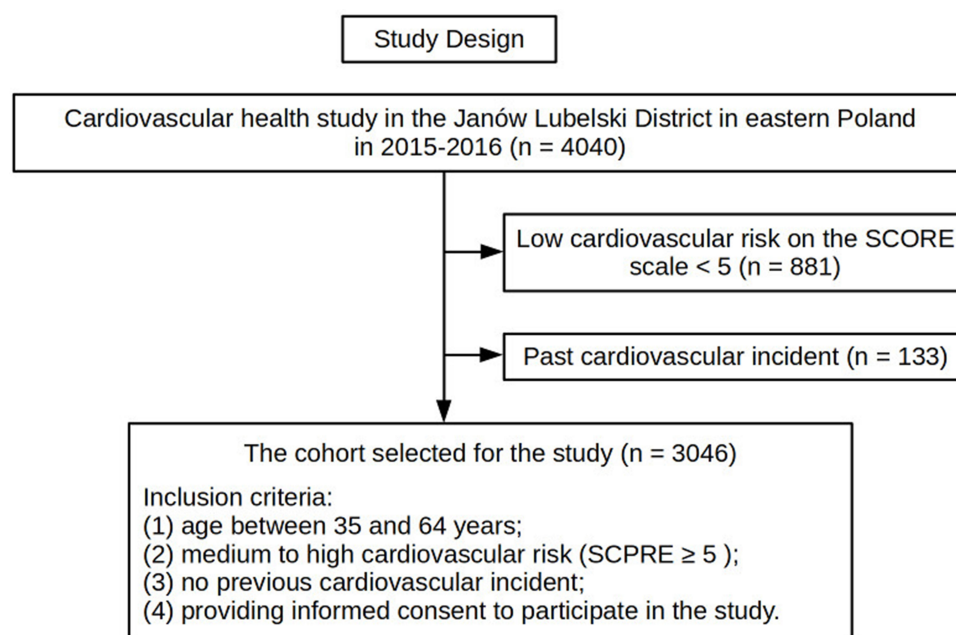 Study Design
Cardiovascular health study in the Janów Lubelski District in eastern Poland
in 2015-2016 (n = 4040)
Low cardiovascular risk on the SCORE
scale < 5 (n = 881)
Past cardiovascular incident (n = 133)
The cohort selected for the study (n = 3046)
Inclusion criteria:
(1) age between 35 and 64 years;
(2) medium to high cardiovascular risk (SCPRE ≥ 5 );
(3) no previous cardiovascular incident;
(4) providing informed consent to participate in the study.